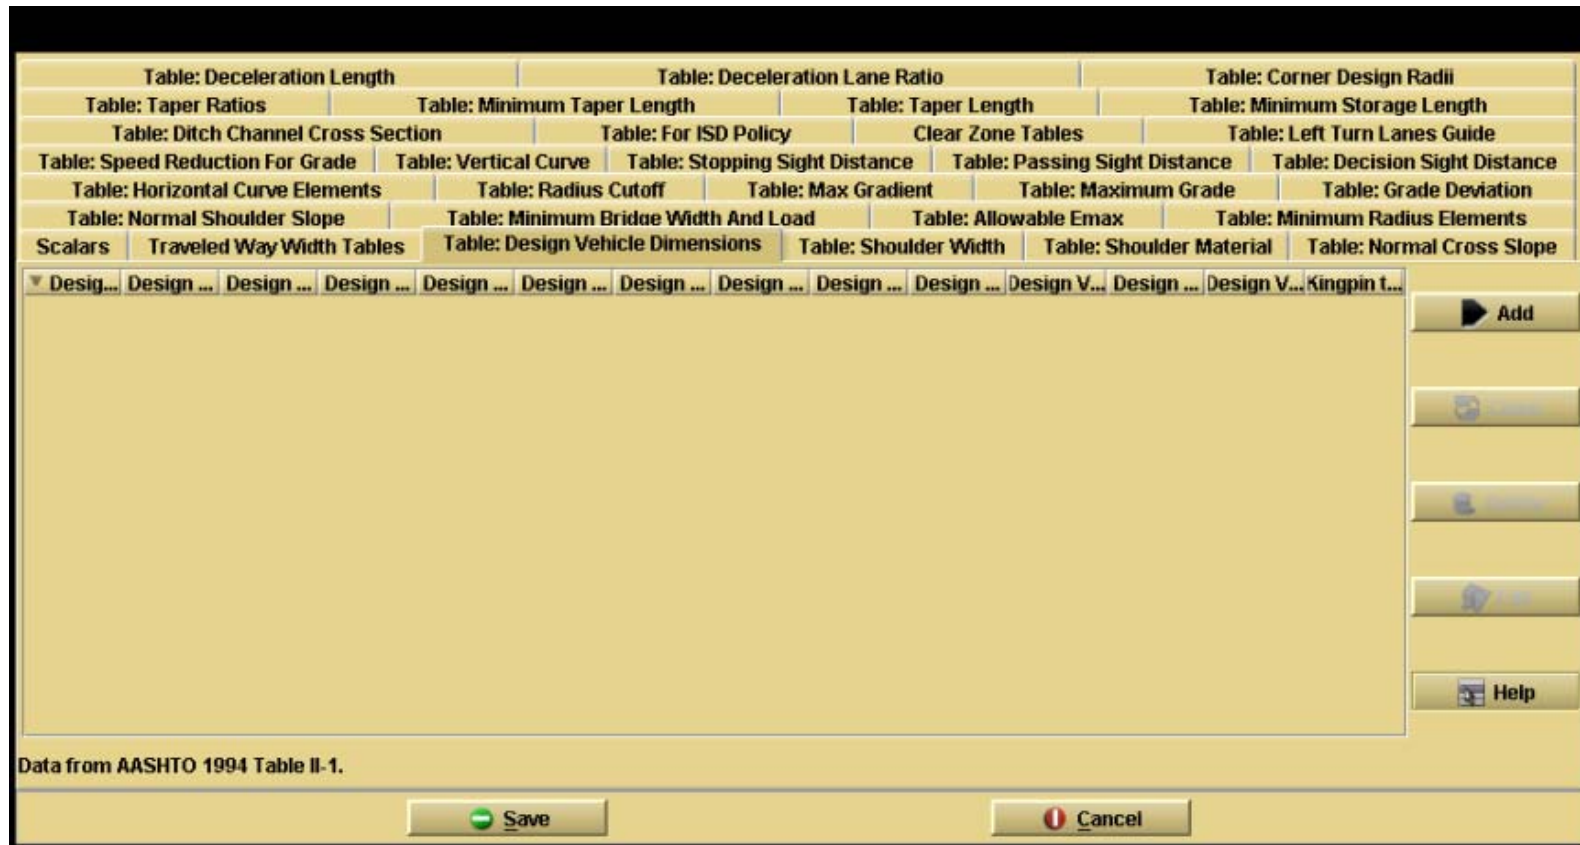 Table: Deceleration Length Table: Deceleration Lane Ratio Table: Corner Design Radii
Table: Taper Ratios Table: Minimum Taper Length Table: Taper Length Table: Minimum Storage Length
Table: Ditch Channel Cross Section Table: For ISD Policy Clear Zone Tables Table: Left Turn Lanes Guide
Table: Speed Reduction For Grade Table: Vertical Curve Table: Stopping Sight Distance Table: Passing Sight Distance Table: Decision Sight Distance
Table: Horizontal Curve Elements Table: Radius Cutoff Table: Max Gradient Table: Maximum Grade Table: Grade Deviation
Table: Normal Shoulder Slope Table: Minimum Bridge Width And Load Table: Allowable Emax Table: Minimum Radius Elements
Scalars Traveled Way Width Tables Table: Design Vehicle Dimensions Table: Shoulder Width Table: Shoulder Material Table: Normal Cross Slope
Desig... Design ... Design ... Design ... Design ... Design ... Design ... Design ... Design ... Design ... Design V... Design ... Design V... Kingpin t...
Add
Help
Data from AASHTO 1994 Table II-1.
Save Cancel